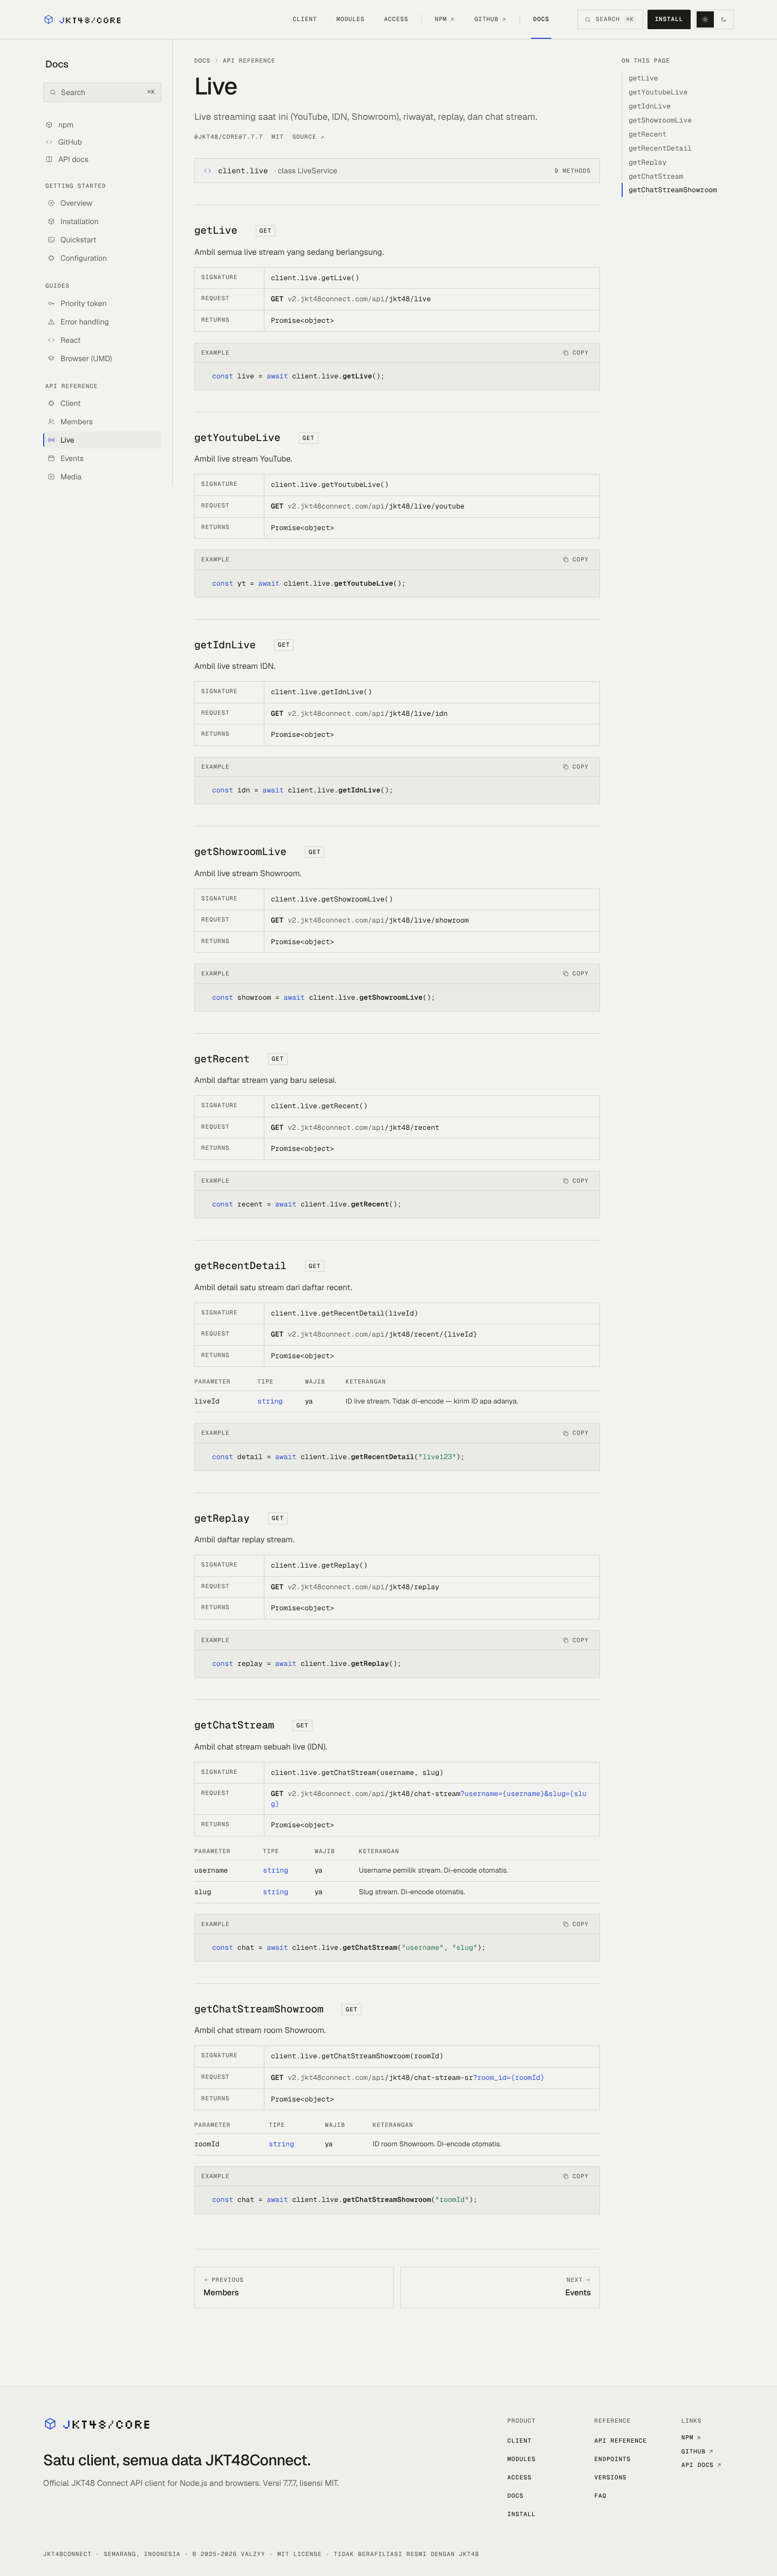 JKT48/CORE
CLIENT MODULES ACCESS NPM ↗ GITHUB ↗ DOCS SEARCH ⌘K INSTALL
Docs
Search ⌘K
npm
GitHub
API docs
GETTING STARTED
Overview
Installation
Quickstart
Configuration
GUIDES
Priority token
Error handling
React
Browser (UMD)
API REFERENCE
Client
Members
Live
Events
Media
DOCS › API REFERENCE
Live
Live streaming saat ini (YouTube, IDN, Showroom), riwayat, replay, dan chat stream.
@JKT48/CORE@7.7.7 MIT SOURCE ↗
client.live · class LiveService 9 METHODS
getLive GET
Ambil semua live stream yang sedang berlangsung.
SIGNATURE client.live.getLive()
REQUEST GET v2.jkt48connect.com/api/jkt48/live
RETURNS Promise<object>
EXAMPLE COPY
const live = await client.live.getLive();
getYoutubeLive GET
Ambil live stream YouTube.
SIGNATURE client.live.getYoutubeLive()
REQUEST GET v2.jkt48connect.com/api/jkt48/live/youtube
RETURNS Promise<object>
EXAMPLE COPY
const yt = await client.live.getYoutubeLive();
getIdnLive GET
Ambil live stream IDN.
SIGNATURE client.live.getIdnLive()
REQUEST GET v2.jkt48connect.com/api/jkt48/live/idn
RETURNS Promise<object>
EXAMPLE COPY
const idn = await client.live.getIdnLive();
getShowroomLive GET
Ambil live stream Showroom.
SIGNATURE client.live.getShowroomLive()
REQUEST GET v2.jkt48connect.com/api/jkt48/live/showroom
RETURNS Promise<object>
EXAMPLE COPY
const showroom = await client.live.getShowroomLive();
getRecent GET
Ambil daftar stream yang baru selesai.
SIGNATURE client.live.getRecent()
REQUEST GET v2.jkt48connect.com/api/jkt48/recent
RETURNS Promise<object>
EXAMPLE COPY
const recent = await client.live.getRecent();
getRecentDetail GET
Ambil detail satu stream dari daftar recent.
SIGNATURE client.live.getRecentDetail(liveId)
REQUEST GET v2.jkt48connect.com/api/jkt48/recent/{liveId}
RETURNS Promise<object>
PARAMETER TIPE WAJIB KETERANGAN
liveId string ya ID live stream. Tidak di-encode — kirim ID apa adanya.
EXAMPLE COPY
const detail = await client.live.getRecentDetail("live123");
getReplay GET
Ambil daftar replay stream.
SIGNATURE client.live.getReplay()
REQUEST GET v2.jkt48connect.com/api/jkt48/replay
RETURNS Promise<object>
EXAMPLE COPY
const replay = await client.live.getReplay();
getChatStream GET
Ambil chat stream sebuah live (IDN).
SIGNATURE client.live.getChatStream(username, slug)
REQUEST GET v2.jkt48connect.com/api/jkt48/chat-stream?username={username}&slug={slu
g}
RETURNS Promise<object>
PARAMETER TIPE WAJIB KETERANGAN
username string ya Username pemilik stream. Di-encode otomatis.
slug string ya Slug stream. Di-encode otomatis.
EXAMPLE COPY
const chat = await client.live.getChatStream("username", "slug");
getChatStreamShowroom GET
Ambil chat stream room Showroom.
SIGNATURE client.live.getChatStreamShowroom(roomId)
REQUEST GET v2.jkt48connect.com/api/jkt48/chat-stream-sr?room_id={roomId}
RETURNS Promise<object>
PARAMETER TIPE WAJIB KETERANGAN
roomId string ya ID room Showroom. Di-encode otomatis.
EXAMPLE COPY
const chat = await client.live.getChatStreamShowroom("roomId");
← PREVIOUS
Members
NEXT →
Events
ON THIS PAGE
getLive
getYoutubeLive
getIdnLive
getShowroomLive
getRecent
getRecentDetail
getReplay
getChatStream
getChatStreamShowroom
JKT48/CORE
Satu client, semua data JKT48Connect.
Official JKT48 Connect API client for Node.js and browsers. Versi 7.7.7, lisensi MIT.
PRODUCT
CLIENT
MODULES
ACCESS
DOCS
INSTALL
REFERENCE
API REFERENCE
ENDPOINTS
VERSIONS
FAQ
LINKS
NPM ↗
GITHUB ↗
API DOCS ↗
JKT48CONNECT · SEMARANG, INDONESIA · © 2025–2026 VALZYY · MIT LICENSE · TIDAK BERAFILIASI RESMI DENGAN JKT48